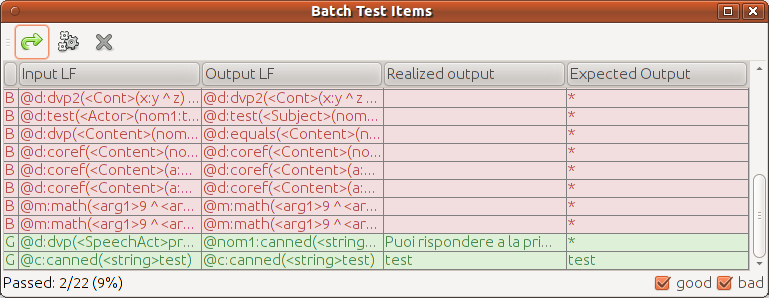 Batch Test Items
Input LF Output LF Realized output Expected Output
B @d:dvp2(<Cont>(x:y ^ z) ... @d:dvp2(<Cont>(x:y ^ z ... *
B @d:test(<Actor>(nom1:t... @d:test(<Subject>(nom... *
B @d:dvp(<Content>(nom... @d:equals(<Content>(n... *
B @d:coref(<Content>(no... @d:coref(<Content>(no... *
B @d:coref(<Content>(a:... @d:coref(<Content>(a:... *
B @d:coref(<Content>(a:... @d:coref(<Content>(a:... *
B @m:math(<arg1>9 ^ <ar... @m:math(<arg1>9 ^ <ar... *
B @m:math(<arg1>9 ^ <ar... @m:math(<arg1>9 ^ <ar... *
G @d:dvp(<SpeechAct>pr... @nom1:canned(<string... Puoi rispondere a la pri... *
G @c:canned(<string>test) @c:canned(<string>test) test test
Passed: 2/22 (9%) good bad